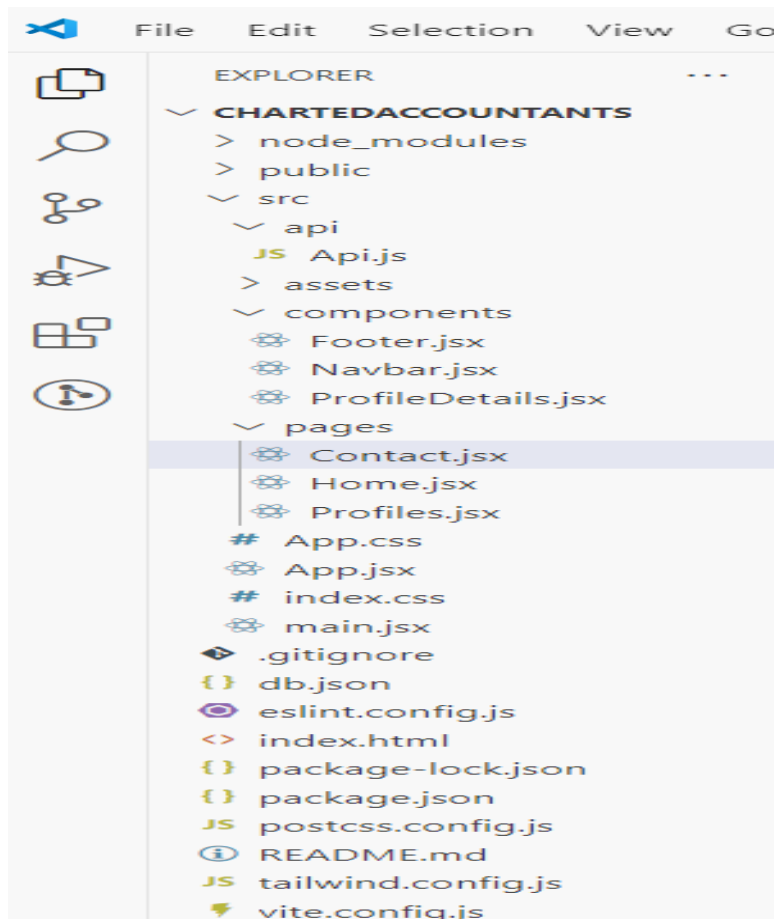 File Edit Selection View Go
EXPLORER ...
CHARTEDACCOUNTANTS
node_modules
public
src
api
JS Api.js
assets
components
Footer.jsx
Navbar.jsx
ProfileDetails.jsx
pages
Contact.jsx
Home.jsx
Profiles.jsx
# App.css
App.jsx
# index.css
main.jsx
.gitignore
{} db.json
eslint.config.js
<> index.html
{} package-lock.json
{} package.json
JS postcss.config.js
README.md
JS tailwind.config.js
vite.config.js